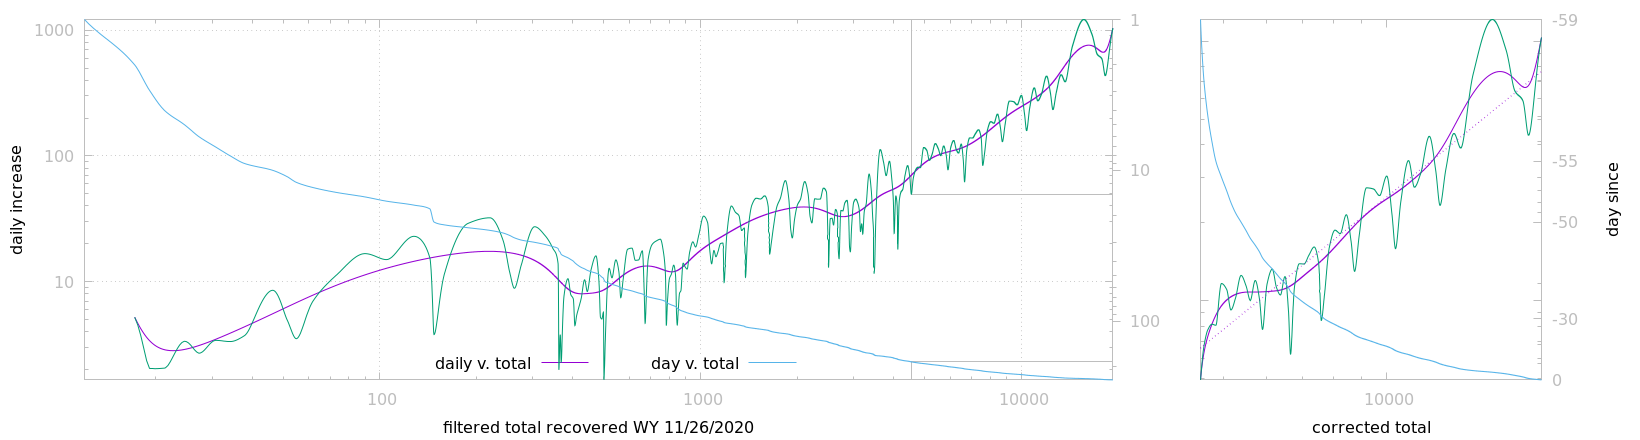 daily increase
1000
100
10
daily v. total
day v. total
100
1000
10000
filtered total recovered WY 11/26/2020
1
10
100
10000
corrected total
-59
-55
-50
-30
0
day since